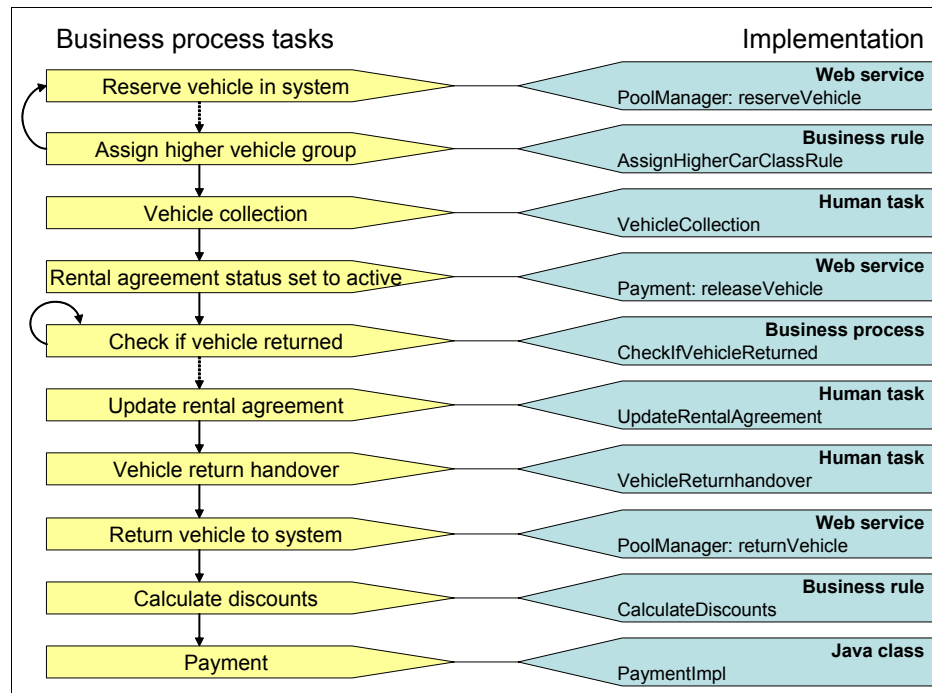 Business process tasks
Implementation
Reserve vehicle in system
Web service
PoolManager: reserveVehicle
Assign higher vehicle group
Business rule
AssignHigherCarClassRule
Vehicle collection
Human task
VehicleCollection
Rental agreement status set to active
Web service
Payment: releaseVehicle
Check if vehicle returned
Business process
CheckIfVehicleReturned
Update rental agreement
Human task
UpdateRentalAgreement
Vehicle return handover
Human task
VehicleReturnhandover
Return vehicle to system
Web service
PoolManager: returnVehicle
Calculate discounts
Business rule
CalculateDiscounts
Payment
Java class
PaymentImpl